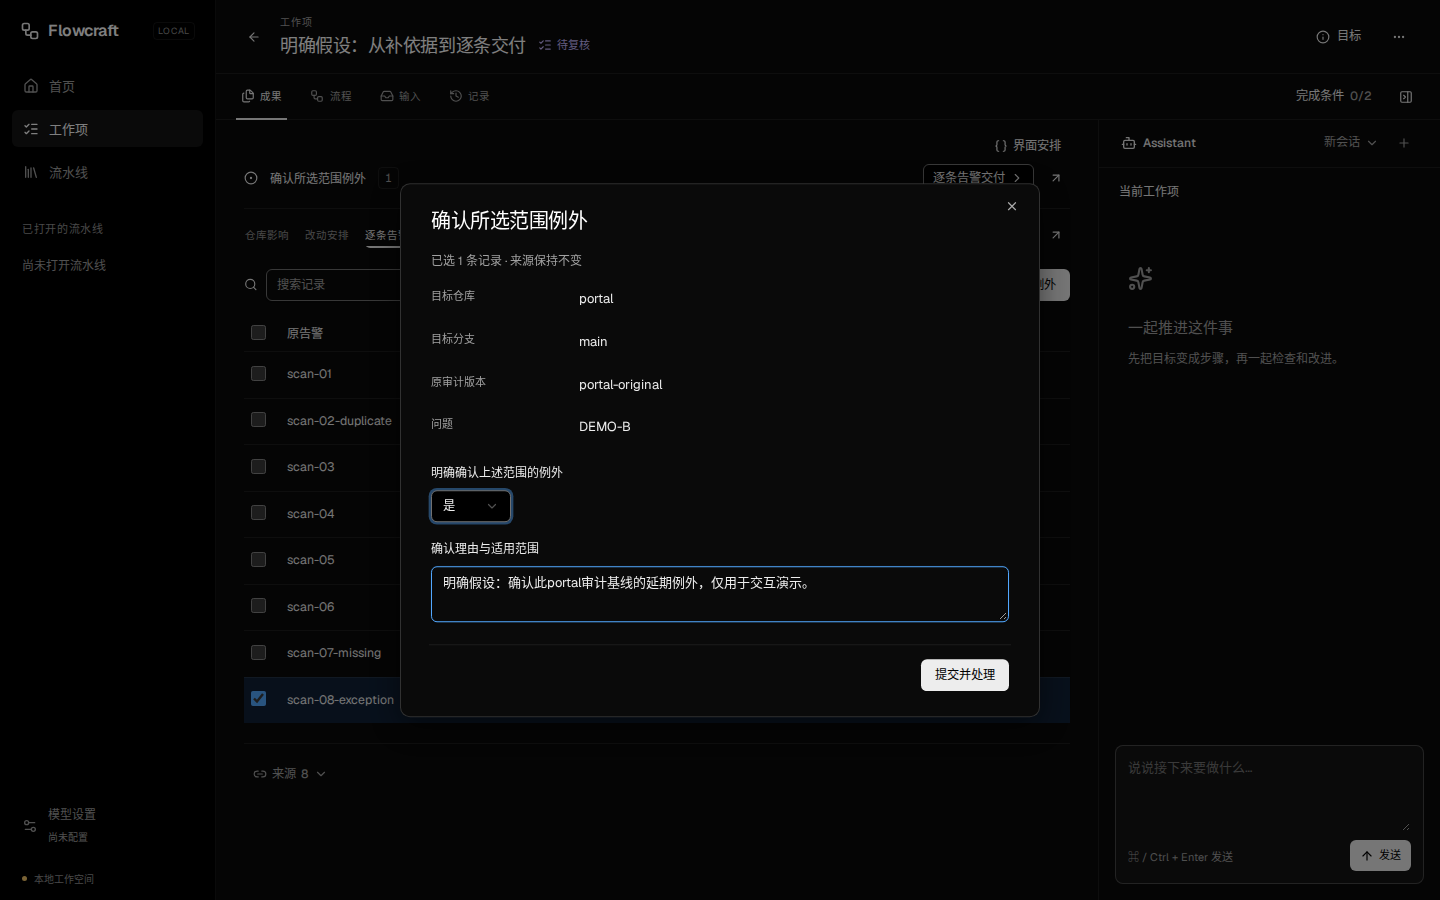 Flowcraft
LOCAL
首页
工作项
流水线
已打开的流水线
尚未打开流水线
模型设置
尚未配置
本地工作空间
工作项
明确假设：从补依据到逐条交付
待复核
目标
成果
流程
输入
记录
完成条件 0/2
{ } 界面安排
确认所选范围例外 1
逐条告警交付
仓库影响
改动安排
逐条告
搜索记录
例外
原告警
scan-01
scan-02-duplicate
scan-03
scan-04
scan-05
scan-06
scan-07-missing
scan-08-exception
来源 8
确认所选范围例外
已选 1 条记录 · 来源保持不变
目标仓库
portal
目标分支
main
原审计版本
portal-original
问题
DEMO-B
明确确认上述范围的例外
是
确认理由与适用范围
明确假设：确认此portal审计基线的延期例外，仅用于交互演示。
提交并处理
Assistant
新会话
当前工作项
一起推进这件事
先把目标变成步骤，再一起检查和改进。
说说接下来要做什么...
⌘ / Ctrl + Enter 发送
发送